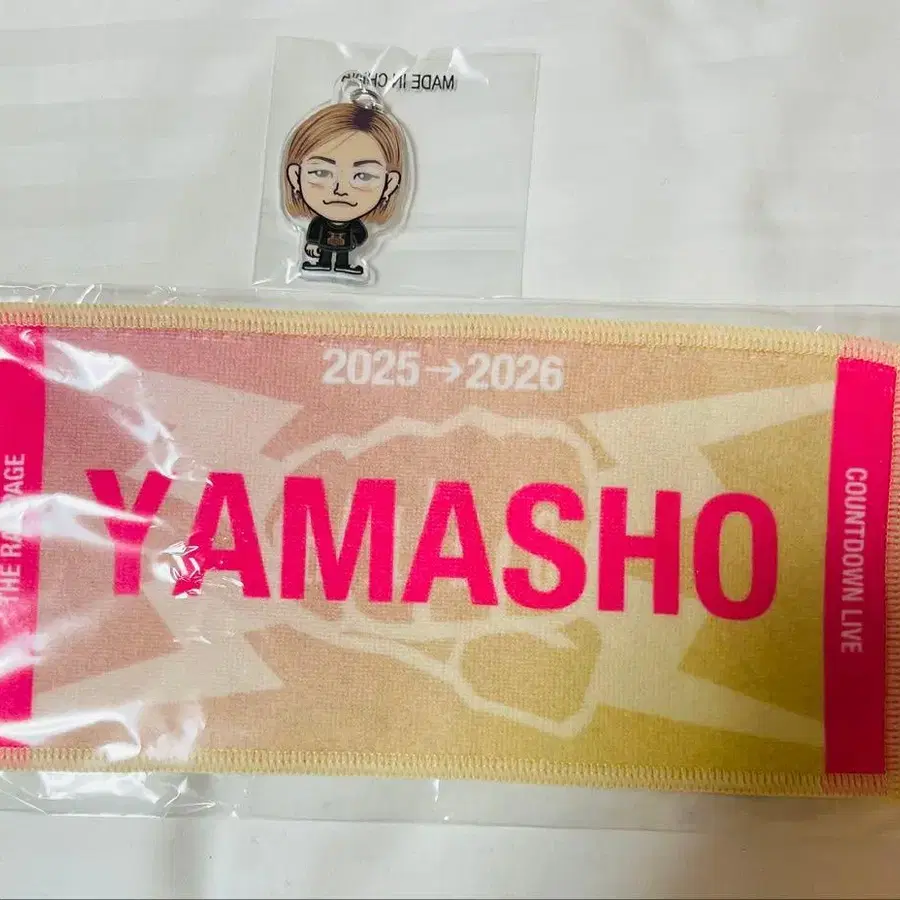 MADE IN CHINA
2025→2026
YAMASHO
THE RAMPAGE
COUNTDOWN LIVE